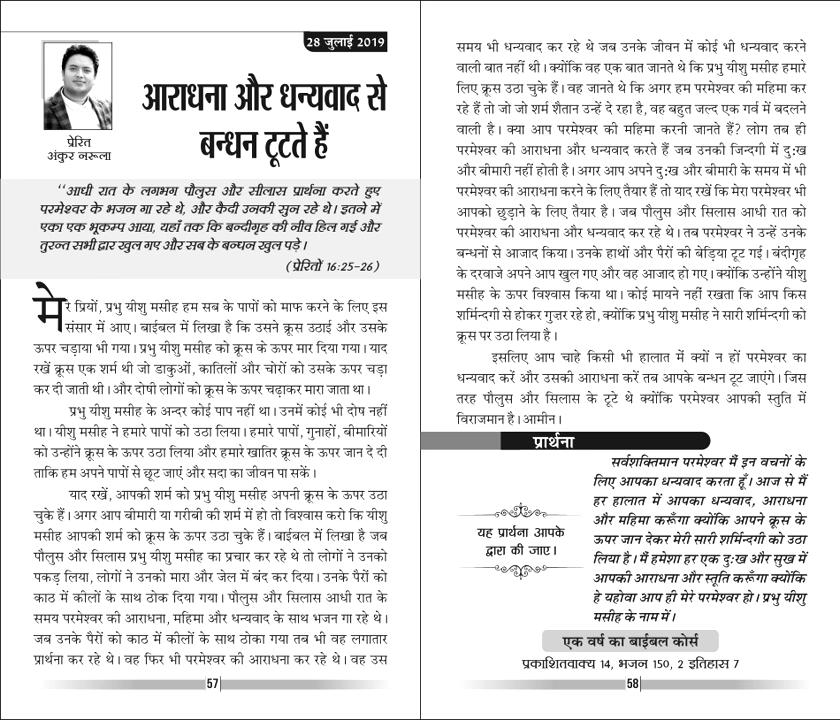 28 जुलाई 2019
प्रेरित
अंकुर नरूला
आराधना और धन्यवाद से
बन्धन टूटते हैं
“आधी रात के लगभग पौलुस और सीलास प्रार्थना करते हुए
परमेश्वर के भजन गा रहे थे, और कैदी उनकी सुन रहे थे। इतने में
एका एक भूकम्प आया, यहाँ तक कि बन्दीगृह की नीव हिल गई और
तुरन्त सभी द्वार खुल गए और सब के बन्धन खुल पड़े।
(प्रेरितों 16:25-26)
मेरे प्रियों, प्रभु यीशु मसीह हम सब के पापों को माफ करने के लिए इस
संसार में आए। बाईबल में लिखा है कि उसने क्रूस उठाई और उसके
ऊपर चड़ाया भी गया। प्रभु यीशु मसीह को क्रूस के ऊपर मार दिया गया। याद
रखें क्रूस एक शर्म थी जो डाकुओं, कातिलों और चोरों को उसके ऊपर चड़ा
कर दी जाती थी। और दोषी लोगों को क्रूस के ऊपर चढ़ाकर मारा जाता था।
प्रभु यीशु मसीह के अन्दर कोई पाप नहीं था। उनमें कोई भी दोष नहीं
था। यीशु मसीह ने हमारे पापों को उठा लिया। हमारे पापों, गुनाहों, बीमारियों
को उन्होंने क्रूस के ऊपर उठा लिया और हमारे खातिर क्रूस के ऊपर जान दे दी
ताकि हम अपने पापों से छूट जाएं और सदा का जीवन पा सकें।
याद रखें, आपकी शर्म को प्रभु यीशु मसीह अपनी क्रूस के ऊपर उठा
चुके हैं। अगर आप बीमारी या गरीबी की शर्म में हो तो विश्वास करो कि यीशु
मसीह आपकी शर्म को क्रूस के ऊपर उठा चुके हैं। बाईबल में लिखा है जब
पौलुस और सिलास प्रभु यीशु मसीह का प्रचार कर रहे थे तो लोगों ने उनको
पकड़ लिया, लोगों ने उनको मारा और जेल में बंद कर दिया। उनके पैरों को
काठ में कीलों के साथ ठोक दिया गया। पौलुस और सिलास आधी रात के
समय परमेश्वर की आराधना, महिमा और धन्यवाद के साथ भजन गा रहे थे।
जब उनके पैरों को काठ में कीलों के साथ ठोका गया तब भी वह लगातार
प्रार्थना कर रहे थे। वह फिर भी परमेश्वर की आराधना कर रहे थे। वह उस
57
समय भी धन्यवाद कर रहे थे जब उनके जीवन में कोई भी धन्यवाद करने
वाली बात नहीं थी। क्योंकि वह एक बात जानते थे कि प्रभु यीशु मसीह हमारे
लिए क्रूस उठा चुके हैं। वह जानते थे कि अगर हम परमेश्वर की महिमा कर
रहे हैं तो जो जो शर्म शैतान उन्हें दे रहा है, वह बहुत जल्द एक गर्व में बदलने
वाली है। क्या आप परमेश्वर की महिमा करनी जानते हैं? लोग तब ही
परमेश्वर की आराधना और धन्यवाद करते हैं जब उनकी जिन्दगी में दुःख
और बीमारी नहीं होती है। अगर आप अपने दुःख और बीमारी के समय में भी
परमेश्वर की आराधना करने के लिए तैयार हैं तो याद रखें कि मेरा परमेश्वर भी
आपको छुड़ाने के लिए तैयार है। जब पौलुस और सिलास आधी रात को
परमेश्वर की आराधना और धन्यवाद कर रहे थे। तब परमेश्वर ने उन्हें उनके
बन्धनों से आजाद किया। उनके हाथों और पैरों की बेड़िया टूट गई। बंदीगृह
के दरवाजे अपने आप खुल गए और वह आजाद हो गए। क्योंकि उन्होंने यीशु
मसीह के ऊपर विश्वास किया था। कोई मायने नहीं रखता कि आप किस
शर्मिन्दगी से होकर गुज़र रहे हो, क्योंकि प्रभु यीशु मसीह ने सारी शर्मिन्दगी को
क्रूस पर उठा लिया है।
इसलिए आप चाहे किसी भी हालात में क्यों न हों परमेश्वर का
धन्यवाद करें और उसकी आराधना करें तब आपके बन्धन टूट जाएंगे। जिस
तरह पौलुस और सिलास के टूटे थे क्योंकि परमेश्वर आपकी स्तुति में
विराजमान है। आमीन।
प्रार्थना
यह प्रार्थना आपके
द्वारा की जाए।
सर्वशक्तिमान परमेश्वर मैं इन वचनों के
लिए आपका धन्यवाद करता हूँ। आज से मैं
हर हालात में आपका धन्यवाद, आराधना
और महिमा करूँगा क्योंकि आपने क्रूस के
ऊपर जान देकर मेरी सारी शर्मिन्दगी को उठा
लिया है। मैं हमेशा हर एक दुःख और सुख में
आपकी आराधना और स्तुति करूँगा क्योंकि
हे यहोवा आप ही मेरे परमेश्वर हो। प्रभु यीशु
मसीह के नाम में।
एक वर्ष का बाईबल कोर्स
प्रकाशितवाक्य 14, भजन 150, 2 इतिहास 7
58